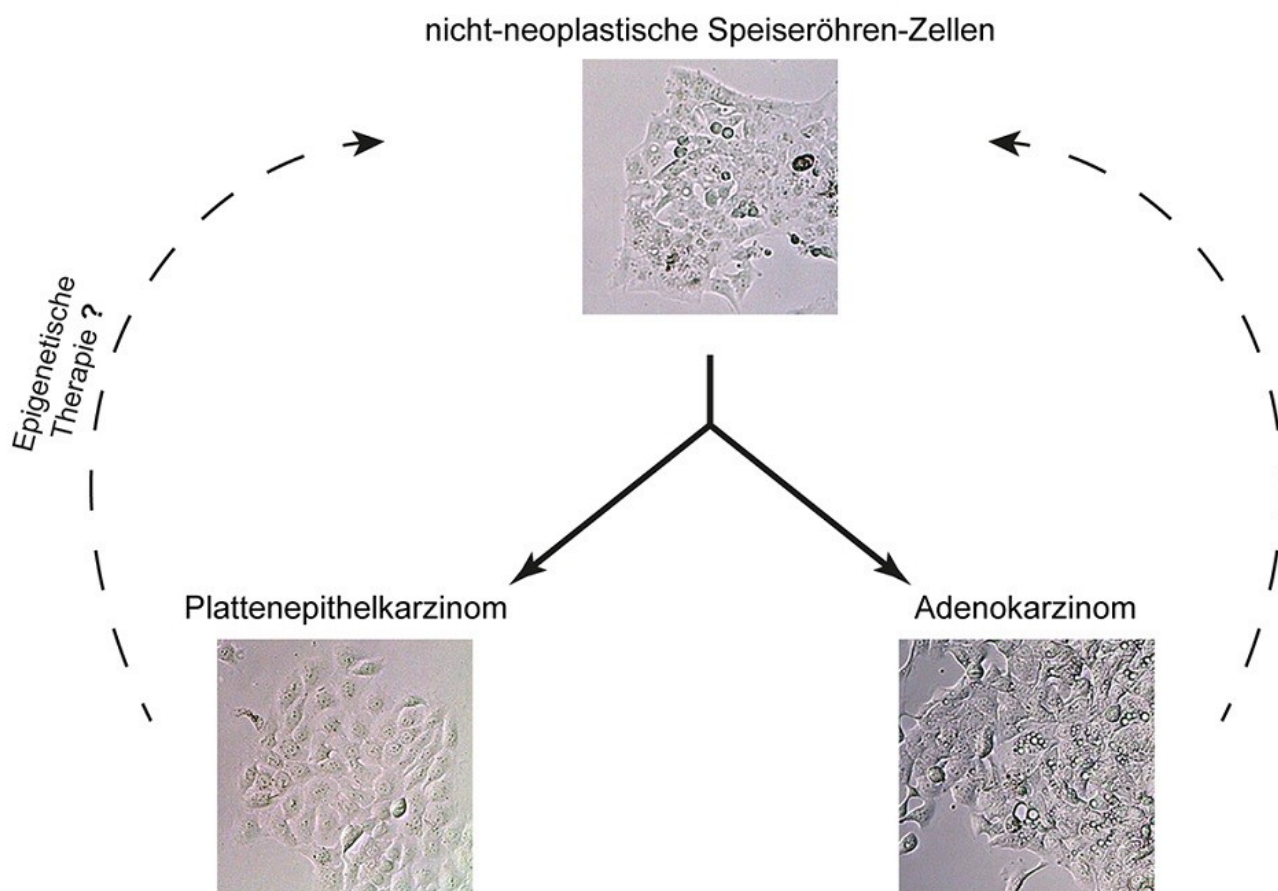 nicht-neoplastische Speiseröhren-Zellen
Epigenetische
Therapie ?
Plattenepithelkarzinom
Adenokarzinom